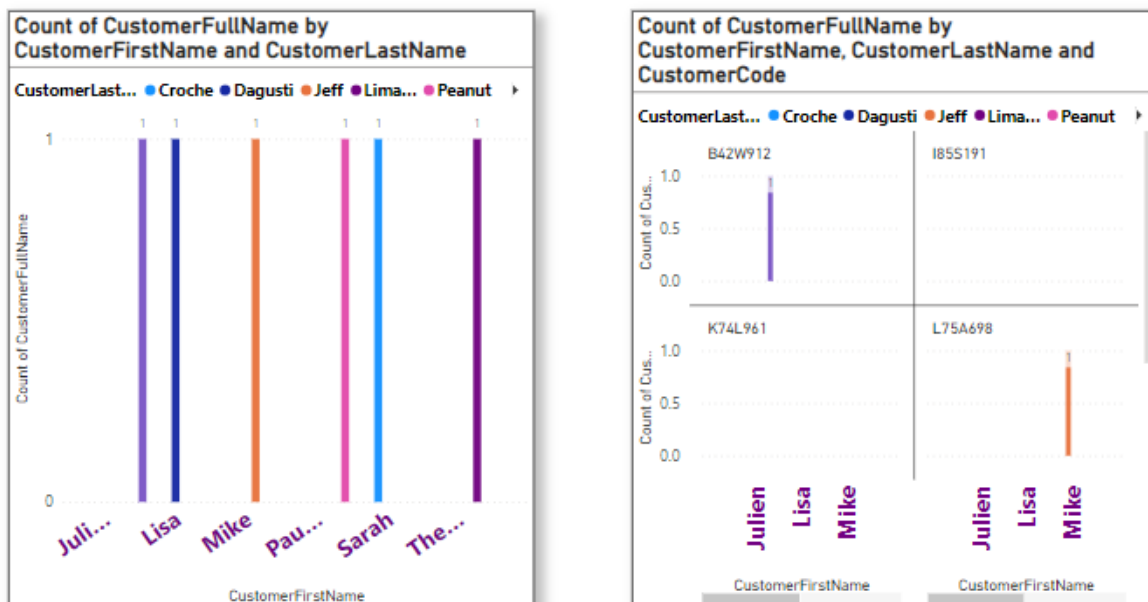 Count of CustomerFullName by
CustomerFirstName and CustomerLastName
CustomerLast... Croche Dagusti Jeff Lima... Peanut
1 1 1 1 1 1
1
0
Count of CustomerFullName
Juli... Lisa Mike Pau... Sarah The...
CustomerFirstName
Count of CustomerFullName by
CustomerFirstName, CustomerLastName and
CustomerCode
CustomerLast... Croche Dagusti Jeff Lima... Peanut
B42W912 I85S191
Count of Cus...
1.0
1
0.5
0.0
K74L961 L75A698
Count of Cus...
1.0
1
0.5
0.0
Julien Lisa Mike Julien Lisa Mike
CustomerFirstName CustomerFirstName